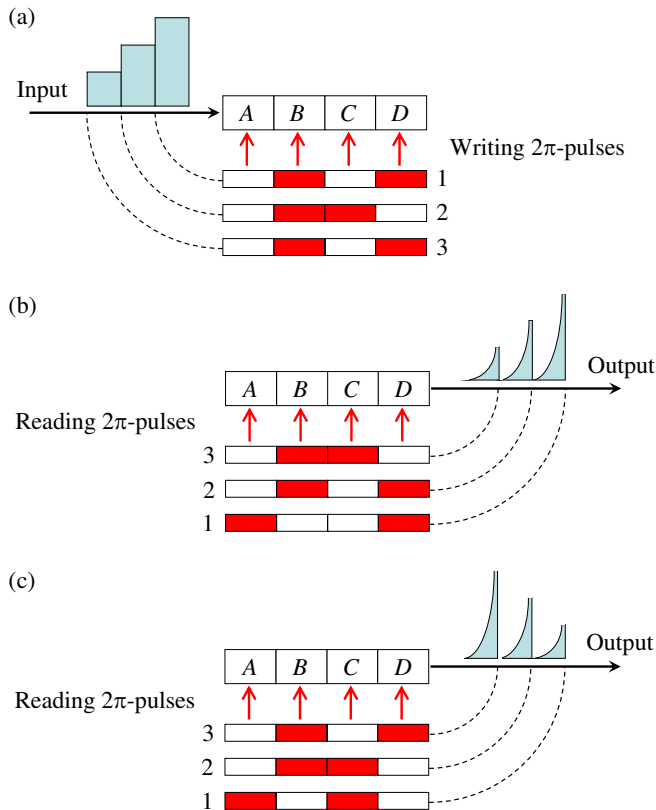 (a)
Input
A B C D
Writing 2π-pulses
1
2
3
(b)
Output
A B C D
Reading 2π-pulses
3
2
1
(c)
Output
A B C D
Reading 2π-pulses
3
2
1